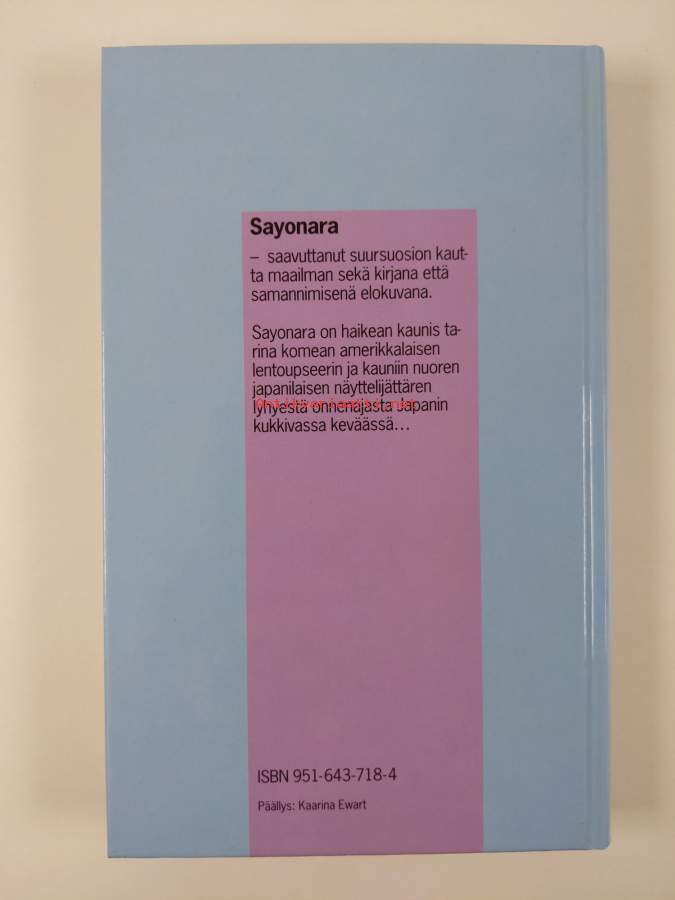 Sayonara
– saavuttanut suursuosion kaut-
ta maailman sekä kirjana että
samannimisenä elokuvana.
Sayonara on haikean kaunis ta-
rina komean amerikkalaisen
lentoupseerin ja kauniin nuoren
japanilaisen näyttelijättären
lyhyestä onnenajasta Japanin
Antikvariaatti.net
kukkivassa keväässä...
ISBN 951-643-718-4
Päällys: Kaarina Ewart